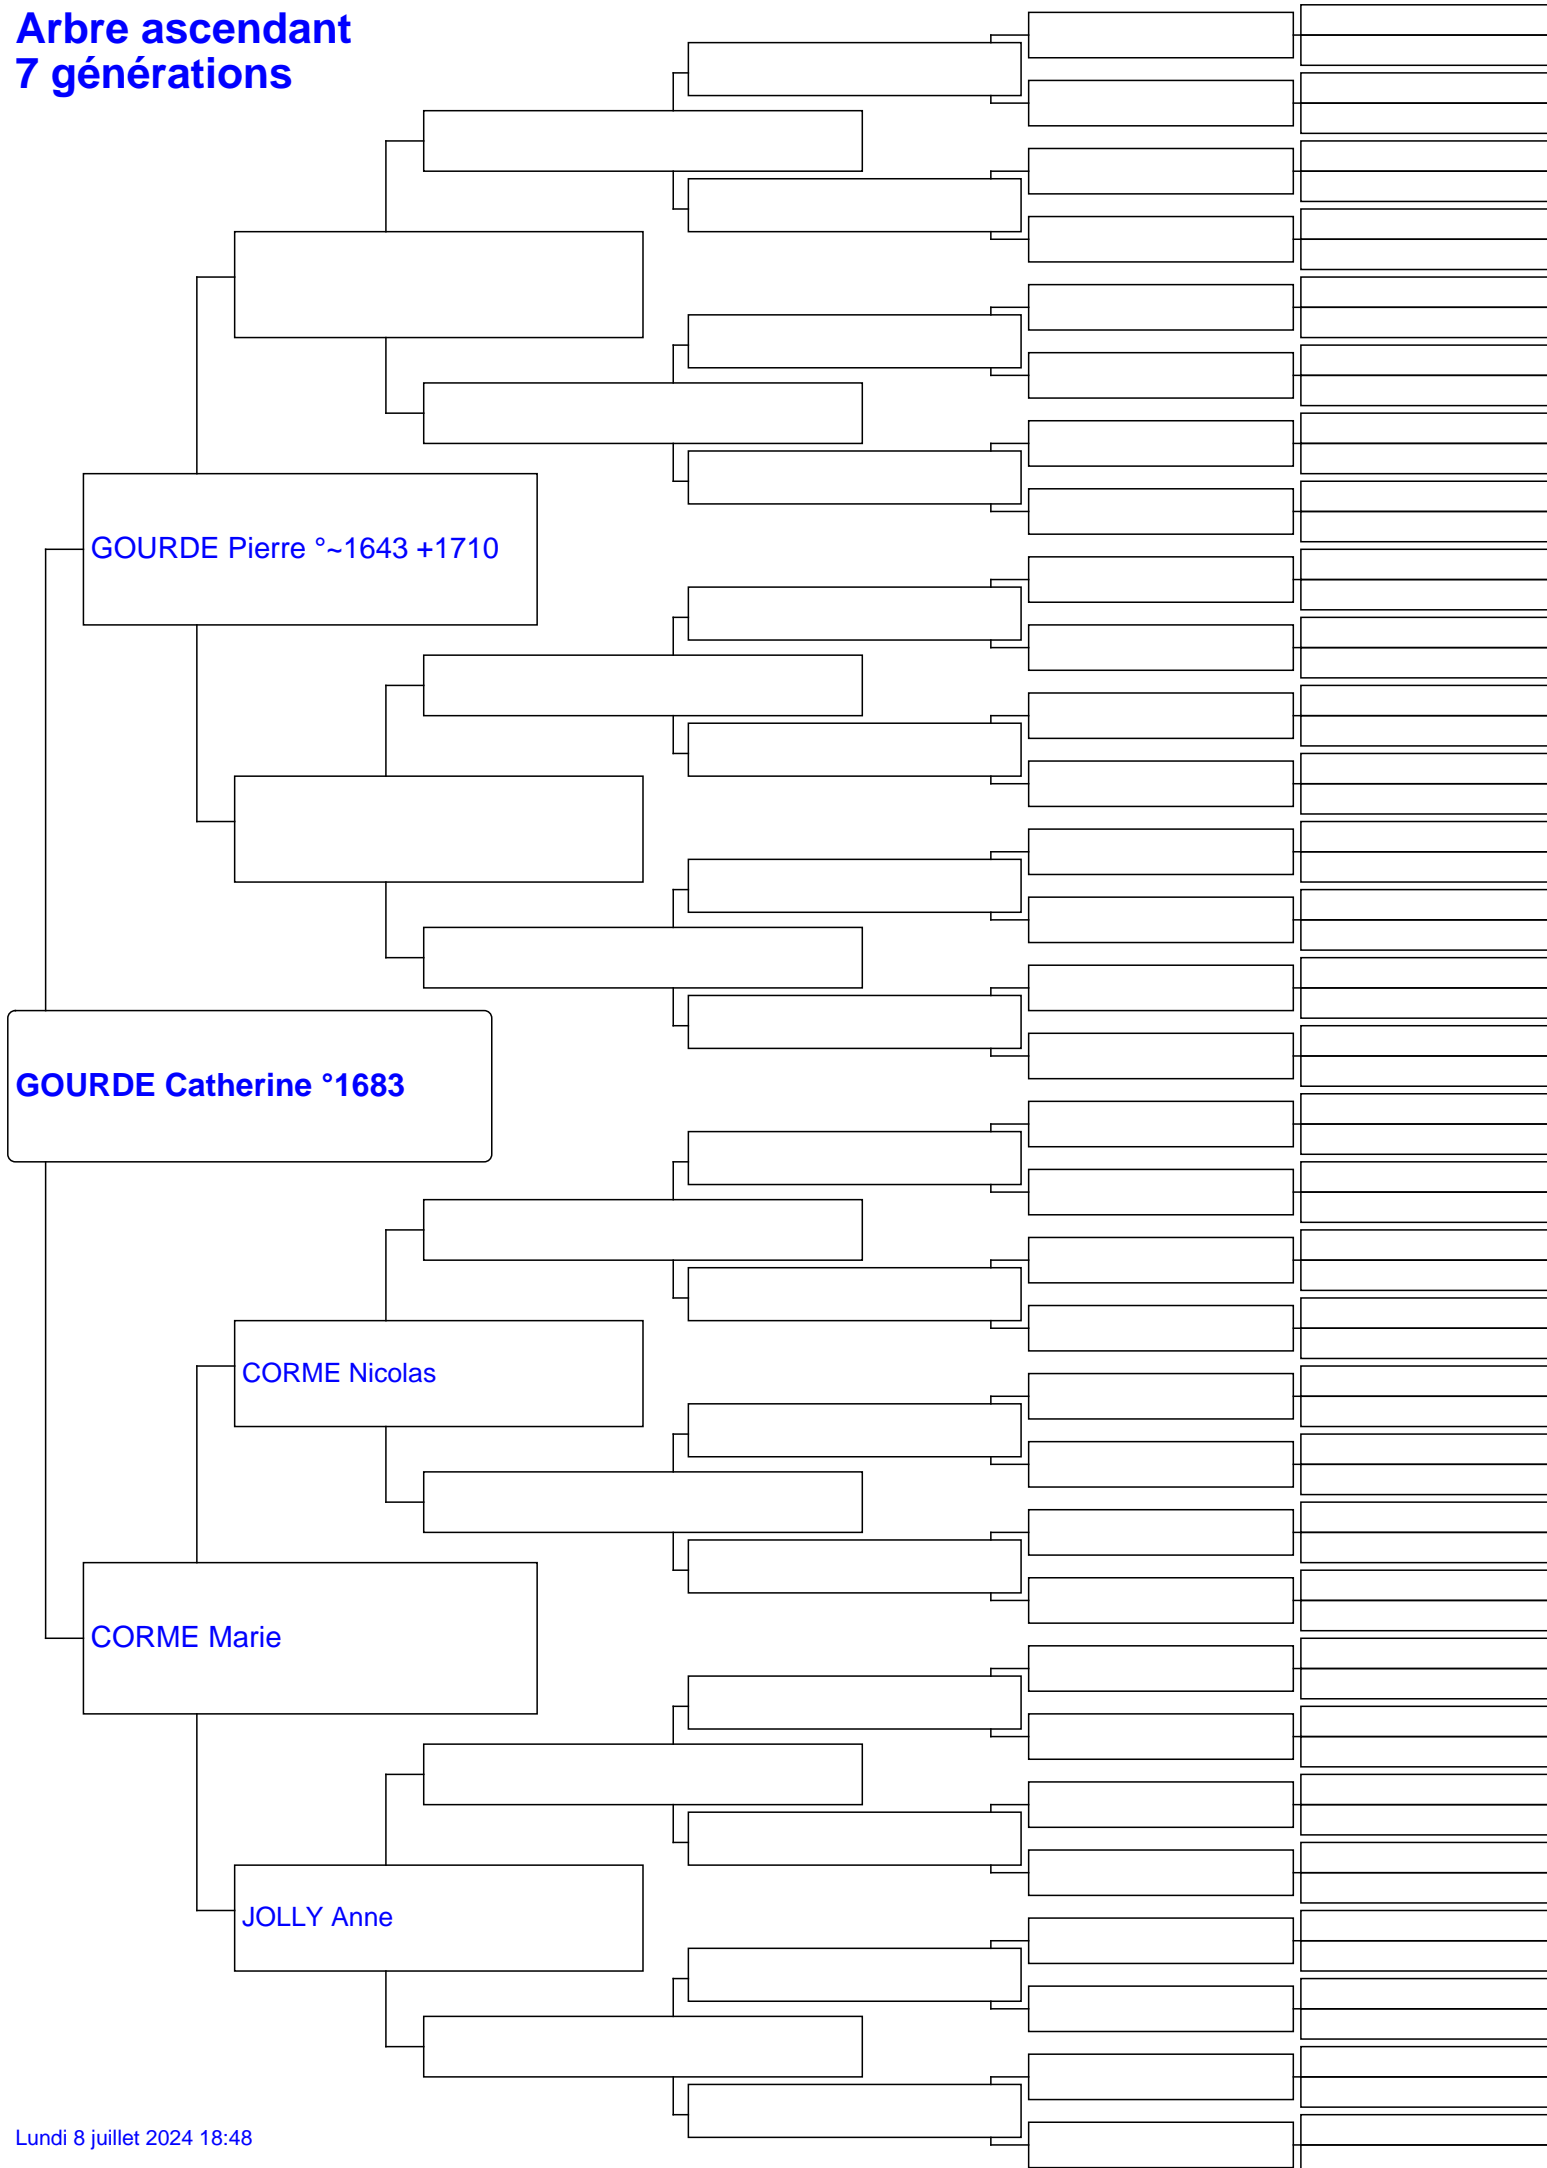 Arbre ascendant
7 générations
GOURDE Pierre °~1643 +1710
GOURDE Catherine °1683
CORME Nicolas
CORME Marie
JOLLY Anne
Lundi 8 juillet 2024 18:48